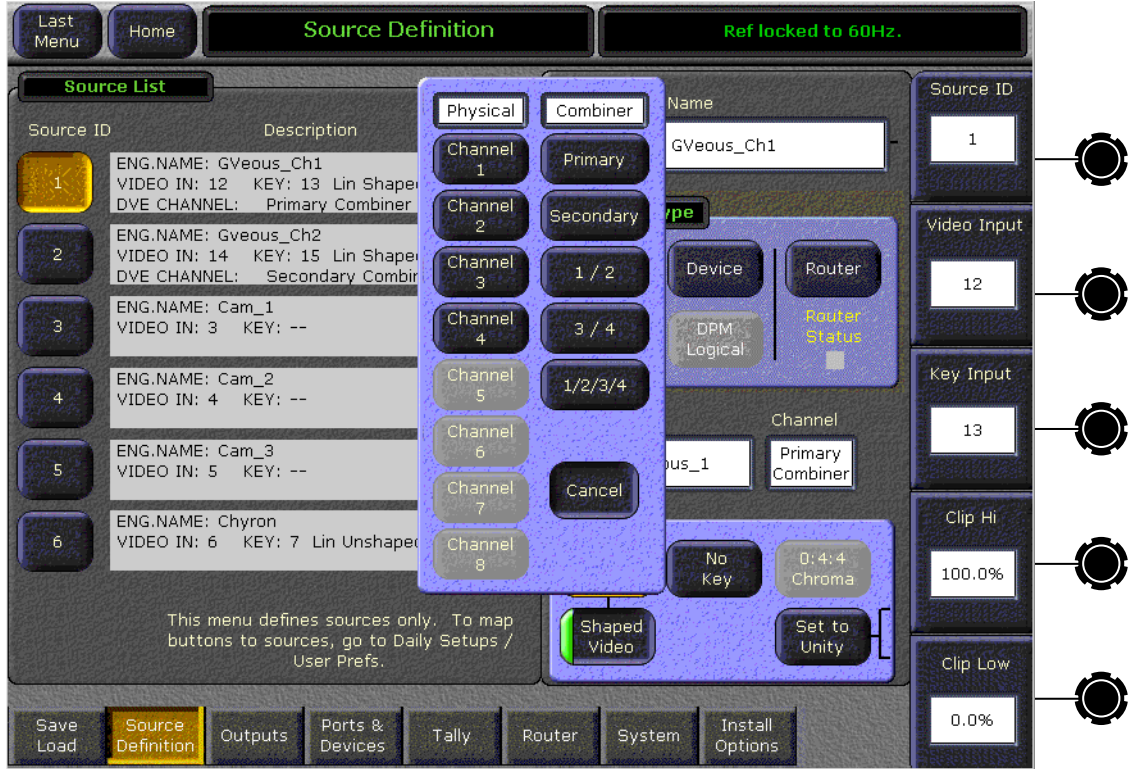 Last
Menu
Home
Source Definition
Ref locked to 60Hz.
Source List
Source ID
Description
1
ENG.NAME: GVeous_Ch1
VIDEO IN: 12 KEY: 13 Lin Shape
DVE CHANNEL: Primary Combiner
2
ENG.NAME: Gveous_Ch2
VIDEO IN: 14 KEY: 15 Lin Shape
DVE CHANNEL: Secondary Combi
3
ENG.NAME: Cam_1
VIDEO IN: 3 KEY: --
4
ENG.NAME: Cam_2
VIDEO IN: 4 KEY: --
5
ENG.NAME: Cam_3
VIDEO IN: 5 KEY: --
6
ENG.NAME: Chyron
VIDEO IN: 6 KEY: 7 Lin Unshape
This menu defines sources only. To map
buttons to sources, go to Daily Setups /
User Prefs.
Physical
Channel
1
Channel
2
Channel
3
Channel
4
Channel
5
Channel
6
Channel
7
Channel
8
Combiner
Primary
Secondary
1 / 2
3 / 4
1/2/3/4
Cancel
Name
GVeous_Ch1
ype
Device
Router
DPM
Logical
Router
Status
Channel
ous_1
Primary
Combiner
No
Key
0:4:4
Chroma
Shaped
Video
Set to
Unity
Source ID
1
Video Input
12
Key Input
13
Clip Hi
100.0%
Clip Low
0.0%
Save
Load
Source
Definition
Outputs
Ports &
Devices
Tally
Router
System
Install
Options